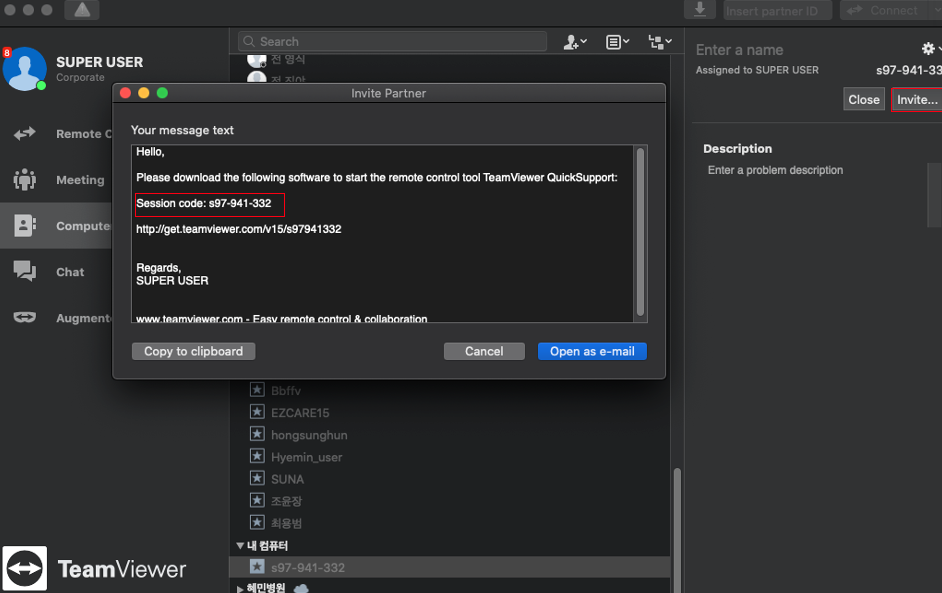 Insert partner ID
Connect
8
SUPER USER
Corporate
Search
Enter a name
Assigned to SUPER USER
s97-941-33
전 영식
전 진아
Close
Invite...
Invite Partner
Your message text
Hello,
Please download the following software to start the remote control tool TeamViewer QuickSupport:
Session code: s97-941-332
http://get.teamviewer.com/v15/s97941332
Regards,
SUPER USER
www.teamviewer.com - Easy remote control & collaboration
Copy to clipboard
Cancel
Open as e-mail
Remote C
Meeting
Compute
Chat
Augment
Description
Enter a problem description
Bbffv
EZCARE15
hongsunghun
Hyemin_user
SUNA
조윤장
최용범
내 컴퓨터
s97-941-332
혜민병원
TeamViewer